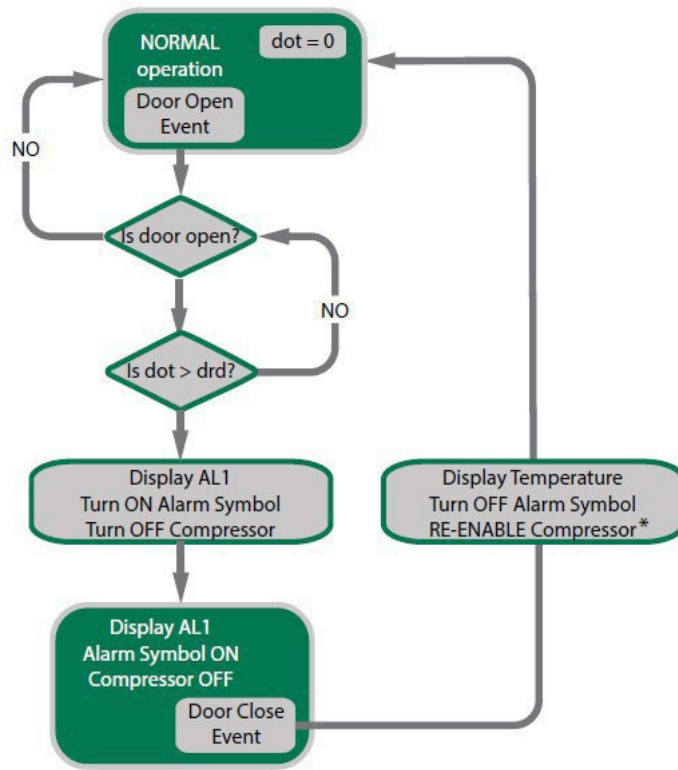 NORMAL
operation
dot = 0
Door Open
Event
NO
Is door open?
NO
Is dot > drd?
Display AL1
Turn ON Alarm Symbol
Turn OFF Compressor
Display Temperature
Turn OFF Alarm Symbol
RE-ENABLE Compressor*
Display AL1
Alarm Symbol ON
Compressor OFF
Door Close
Event